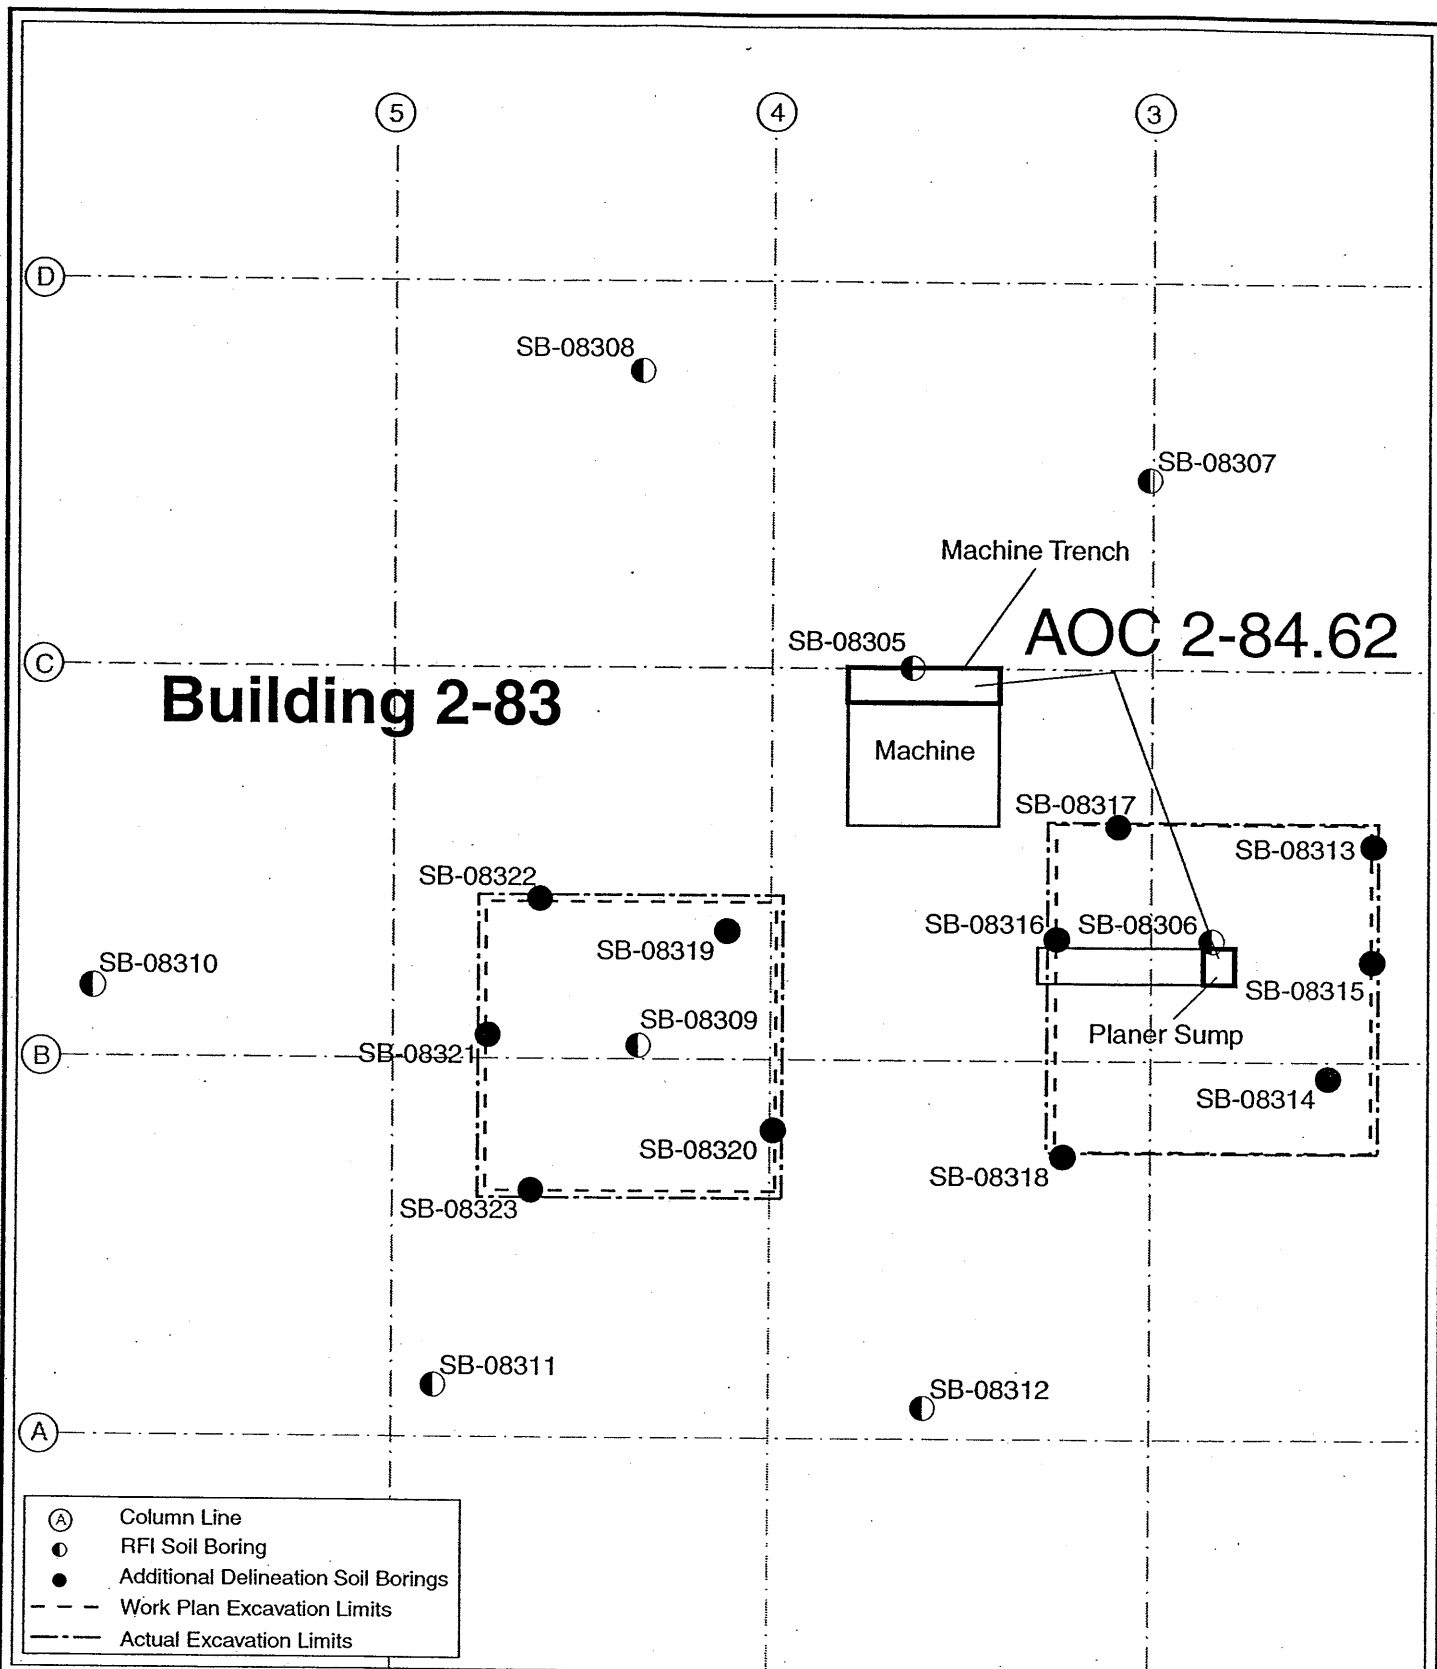 5
4
3
D
SB-08308
SB-08307
Machine Trench
AOC 2-84.62
SB-08305
C
Building 2-83
Machine
SB-08317
SB-08313
SB-08322
SB-08316
SB-08306
SB-08319
SB-08310
SB-08315
SB-08309
Planer Sump
B
SB-08321
SB-08314
SB-08320
SB-08318
SB-08323
SB-08311
SB-08312
A
A Column Line
RFI Soil Boring
Additional Delineation Soil Borings
Work Plan Excavation Limits
Actual Excavation Limits